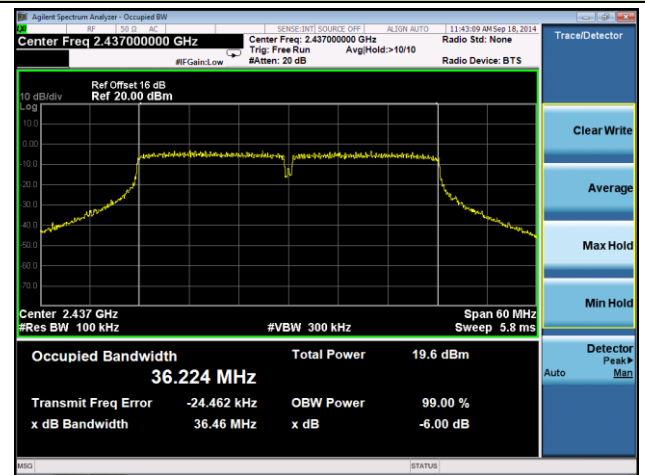 Agilent Spectrum Analyzer - Occupied BW
RF 50 Ω AC SENSE:INT SOURCE OFF ALIGN AUTO 11:43:09 AM Sep 18, 2014
Center Freq 2.437000000 GHz
Center Freq: 2.437000000 GHz
Radio Std: None
Trig: Free Run Avg|Hold:>10/10
#IFGain:Low #Atten: 20 dB Radio Device: BTS
Trace/Detector
Ref Offset 16 dB
10 dB/div Ref 20.00 dBm
Log
10.0
0.00
-10.0
-20.0
-30.0
-40.0
-50.0
-60.0
-70.0
Clear Write
Average
Max Hold
Min Hold
Center 2.437 GHz Span 60 MHz
#Res BW 100 kHz #VBW 300 kHz Sweep 5.8 ms
Detector
Peak▶
Auto Man
Occupied Bandwidth Total Power 19.6 dBm
36.224 MHz
Transmit Freq Error -24.462 kHz OBW Power 99.00 %
x dB Bandwidth 36.46 MHz x dB -6.00 dB
MSG STATUS